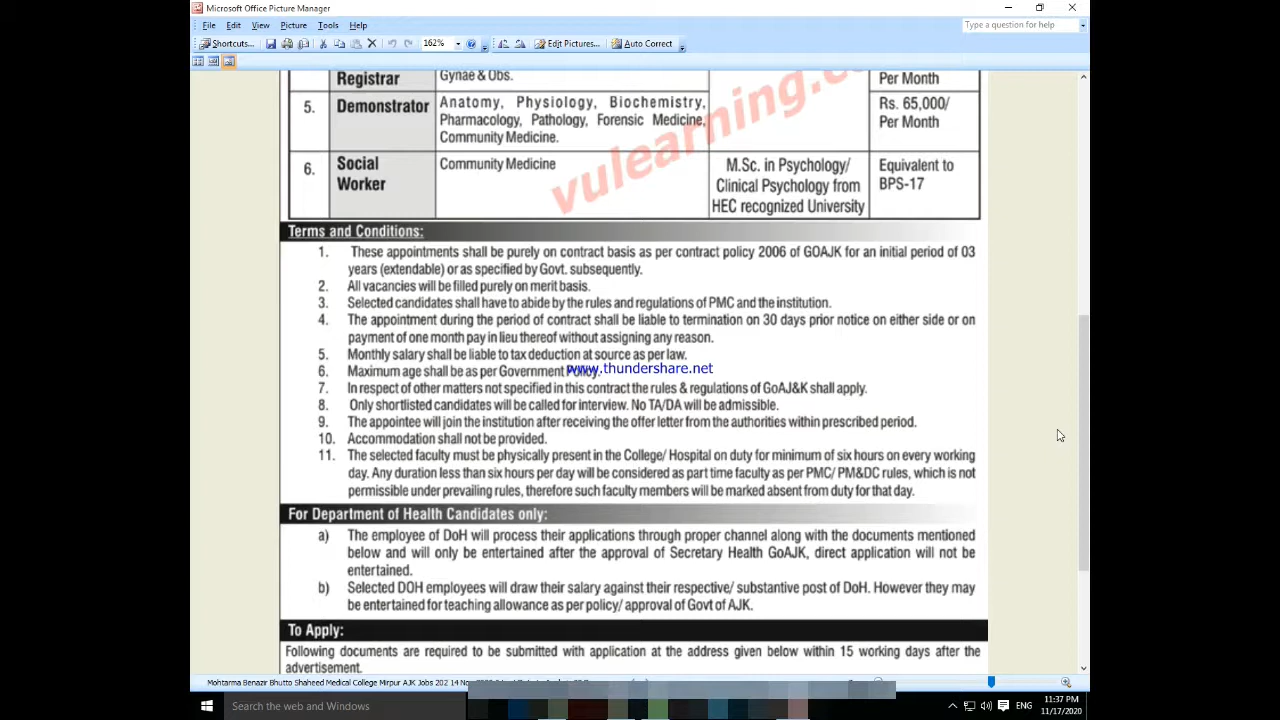 Microsoft Office Picture Manager
File Edit View Picture Tools Help
Type a question for help
Shortcuts... 162% Edit Pictures... Auto Correct
Registrar Gynae & Obs. Per Month
5. Demonstrator Anatomy, Physiology, Biochemistry, Rs. 65,000/
Pharmacology, Pathology, Forensic Medicine, Per Month
Community Medicine.
6. Social Community Medicine M.Sc. in Psychology/ Equivalent to
Worker Clinical Psychology from BPS-17
HEC recognized University
vulearning.co
Terms and Conditions:
1. These appointments shall be purely on contract basis as per contract policy 2006 of GOAJK for an initial period of 03
years (extendable) or as specified by Govt. subsequently.
2. All vacancies will be filled purely on merit basis.
3. Selected candidates shall have to abide by the rules and regulations of PMC and the institution.
4. The appointment during the period of contract shall be liable to termination on 30 days prior notice on either side or on
payment of one month pay in lieu thereof without assigning any reason.
5. Monthly salary shall be liable to tax deduction at source as per law.
6. Maximum age shall be as per Government Policy.
www.thundershare.net
7. In respect of other matters not specified in this contract the rules & regulations of GoAJ&K shall apply.
8. Only shortlisted candidates will be called for interview. No TA/DA will be admissible.
9. The appointee will join the institution after receiving the offer letter from the authorities within prescribed period.
10. Accommodation shall not be provided.
11. The selected faculty must be physically present in the College/ Hospital on duty for minimum of six hours on every working
day. Any duration less than six hours per day will be considered as part time faculty as per PMC/ PM&DC rules, which is not
permissible under prevailing rules, therefore such faculty members will be marked absent from duty for that day.
For Department of Health Candidates only:
a) The employee of DoH will process their applications through proper channel along with the documents mentioned
below and will only be entertained after the approval of Secretary Health GoAJK, direct application will not be
entertained.
b) Selected DOH employees will draw their salary against their respective/ substantive post of DoH. However they may
be entertained for teaching allowance as per policy/ approval of Govt of AJK.
To Apply:
Following documents are required to be submitted with application at the address given below within 15 working days after the
advertisement.
Mohtarma Benazir Bhutto Shaheed Medical College Mirpur AJK Jobs 202 14 No
Search the web and Windows
ENG 11:37 PM
11/17/2020